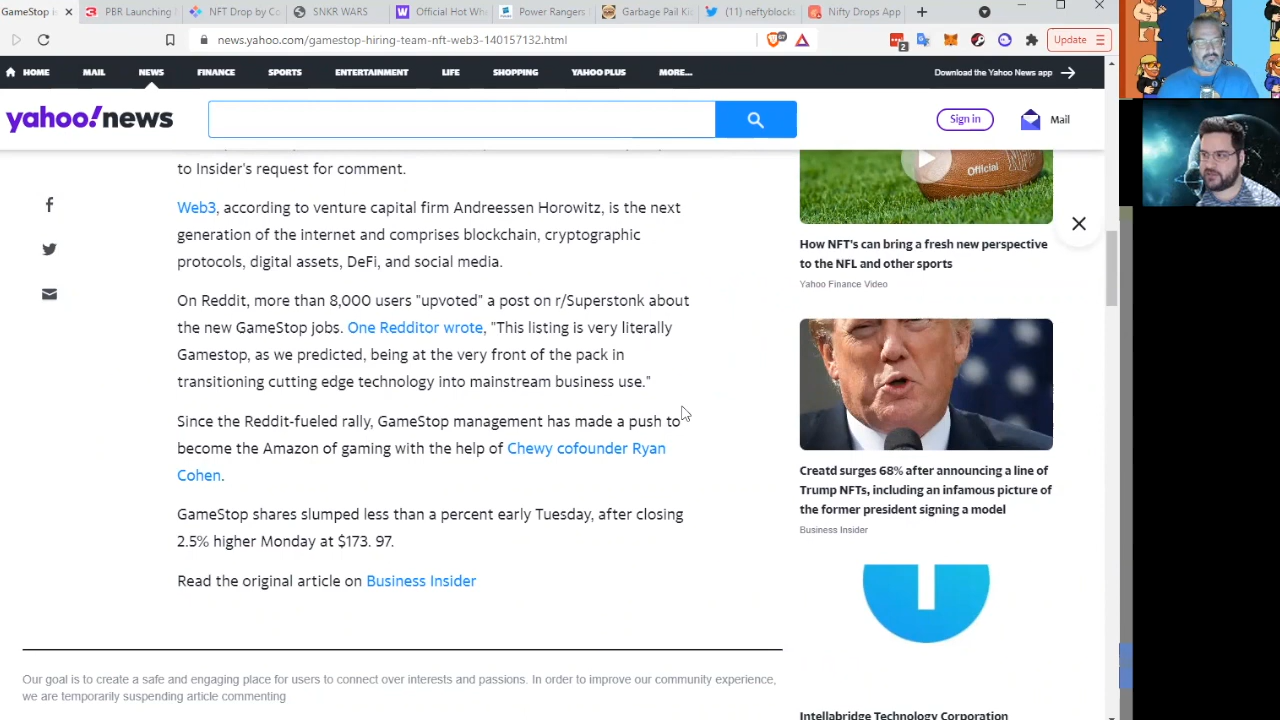 GameStop is
PBR Launching
NFT Drop by Co
SNKR WARS
Official Hot Whe
Power Rangers
Garbage Pail Kid
(11) neftyblocks
Nifty Drops App
news.yahoo.com/gamestop-hiring-team-nft-web3-140157132.html
2
Update
HOME
MAIL
NEWS
FINANCE
SPORTS
ENTERTAINMENT
LIFE
SHOPPING
YAHOO PLUS
MORE...
Download the Yahoo News app
yahoo!news
Sign in
Mail
to Insider's request for comment.
Web3, according to venture capital firm Andreessen Horowitz, is the next
generation of the internet and comprises blockchain, cryptographic
protocols, digital assets, DeFi, and social media.
On Reddit, more than 8,000 users "upvoted" a post on r/Superstonk about
the new GameStop jobs. One Redditor wrote, "This listing is very literally
Gamestop, as we predicted, being at the very front of the pack in
transitioning cutting edge technology into mainstream business use."
Since the Reddit-fueled rally, GameStop management has made a push to
become the Amazon of gaming with the help of Chewy cofounder Ryan
Cohen.
GameStop shares slumped less than a percent early Tuesday, after closing
2.5% higher Monday at $173. 97.
Read the original article on Business Insider
Our goal is to create a safe and engaging place for users to connect over interests and passions. In order to improve our community experience,
we are temporarily suspending article commenting
Official
How NFT's can bring a fresh new perspective
to the NFL and other sports
Yahoo Finance Video
Creatd surges 68% after announcing a line of
Trump NFTs, including an infamous picture of
the former president signing a model
Business Insider
Intellabridge Technology Corporation